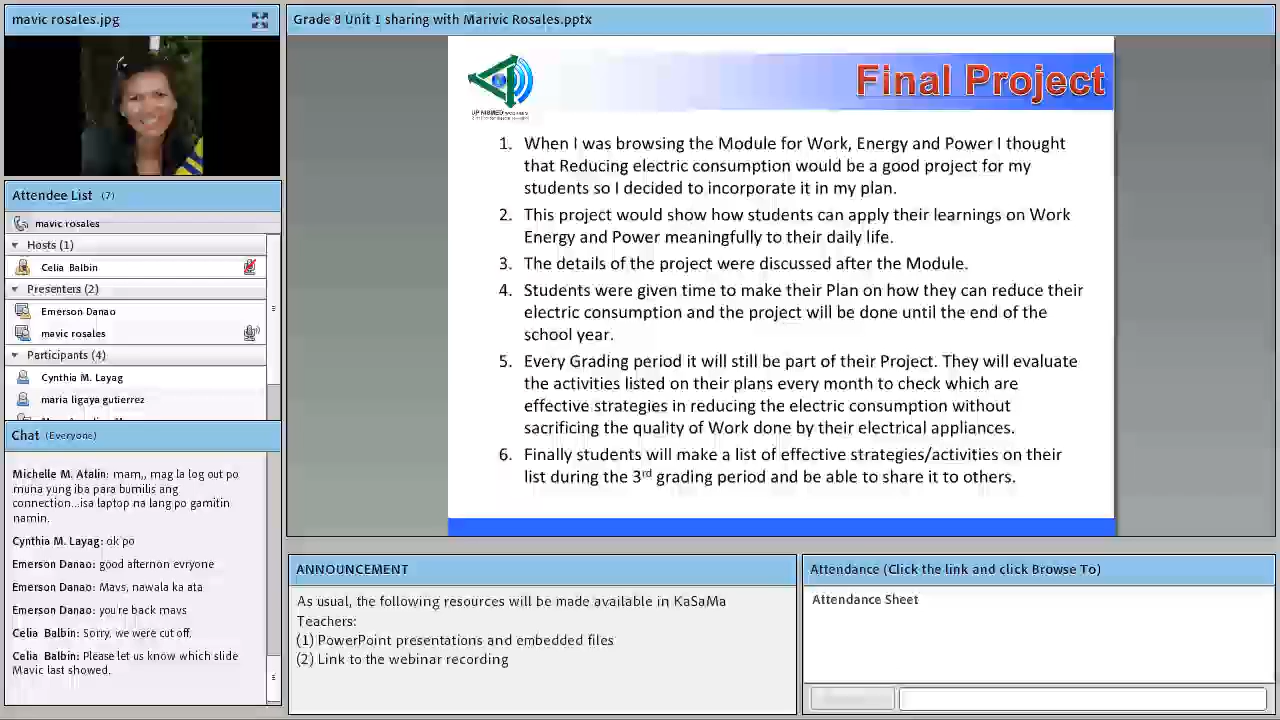 mavic rosales.jpg
Attendee List (7)
mavic rosales
Hosts (1)
Celia Balbin
Presenters (2)
Emerson Danao
mavic rosales
Participants (4)
Cynthia M. Layag
maria ligaya gutierrez
Chat (Everyone)
Michelle M. Atalin: mam,, mag la log out po
muna yung iba para bumilis ang
connection...isa laptop na lang po gamitin
namin.
Cynthia M. Layag: ok po
Emerson Danao: good afternon evryone
Emerson Danao: Mavs, nawala ka ata
Emerson Danao: you're back mavs
Celia Balbin: Sorry, we were cut off.
Celia Balbin: Please let us know which slide
Mavic last showed.
Grade 8 Unit 1 sharing with Marivic Rosales.pptx
Final Project
1. When I was browsing the Module for Work, Energy and Power I thought
that Reducing electric consumption would be a good project for my
students so I decided to incorporate it in my plan.
2. This project would show how students can apply their learnings on Work
Energy and Power meaningfully to their daily life.
3. The details of the project were discussed after the Module.
4. Students were given time to make their Plan on how they can reduce their
electric consumption and the project will be done until the end of the
school year.
5. Every Grading period it will still be part of their Project. They will evaluate
the activities listed on their plans every month to check which are
effective strategies in reducing the electric consumption without
sacrificing the quality of Work done by their electrical appliances.
6. Finally students will make a list of effective strategies/activities on their
list during the 3rd grading period and be able to share it to others.
ANNOUNCEMENT
As usual, the following resources will be made available in KaSaMa
Teachers:
(1) PowerPoint presentations and embedded files
(2) Link to the webinar recording
Attendance (Click the link and click Browse To)
Attendance Sheet